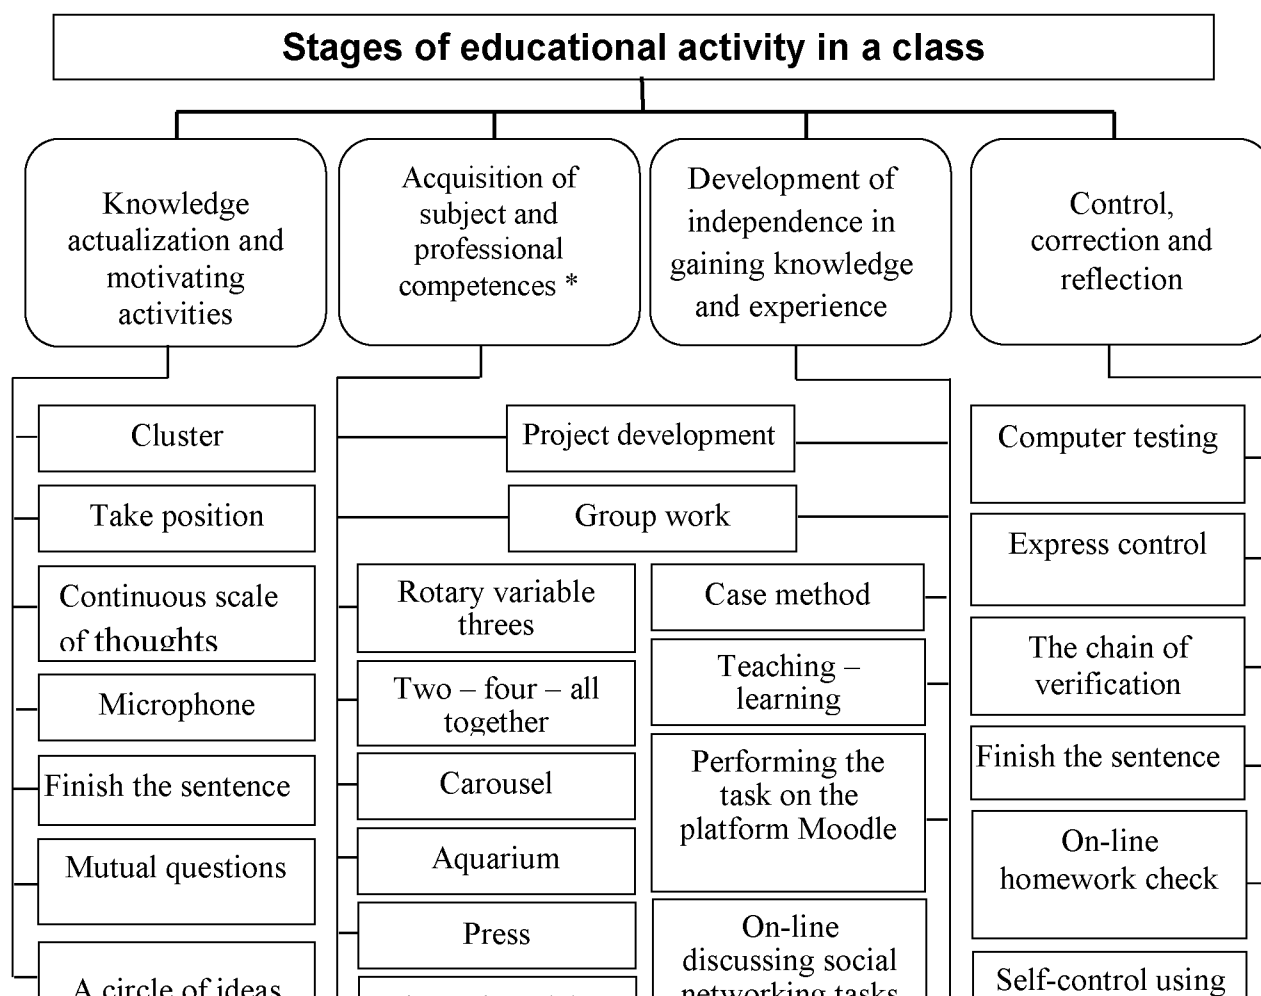 Stages of educational activity in a class
Knowledge
actualization and
motivating
activities
Acquisition of
subject and
professional
competences *
Development of
independence in
gaining knowledge
and experience
Control,
correction and
reflection
Cluster
Take position
Continuous scale
of thoughts
Microphone
Finish the sentence
Mutual questions
A circle of ideas
Project development
Group work
Rotary variable
threes
Two – four – all
together
Carousel
Aquarium
Press
Case method
Teaching –
learning
Performing the
task on the
platform Moodle
On-line
discussing social
networking tasks
Computer testing
Express control
The chain of
verification
Finish the sentence
On-line
homework check
Self-control using